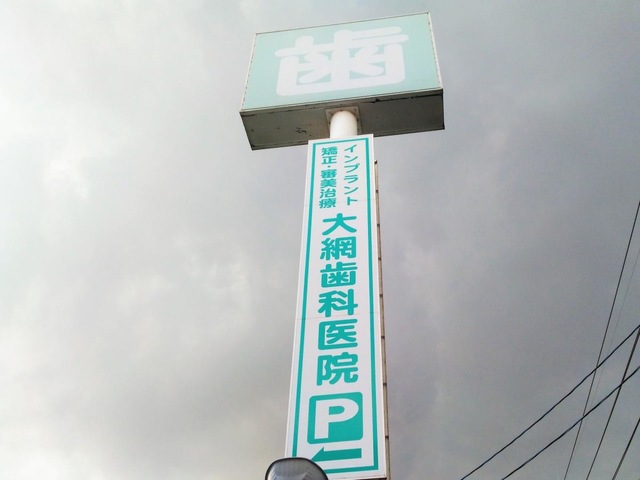 歯
インプラント
矯正・審美治療
大網歯科医院
P